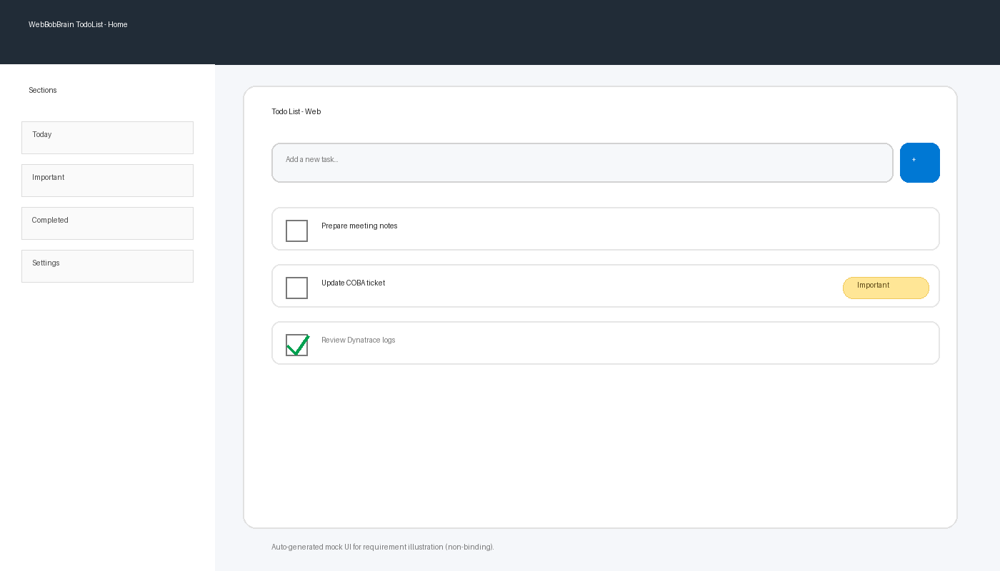 WebBobBrain TodoList - Home
Sections
Today
Important
Completed
Settings
Todo List - Web
Add a new task...
+
Prepare meeting notes
Update COBA ticket
Important
Review Dynatrace logs
Auto-generated mock UI for requirement illustration (non-binding).